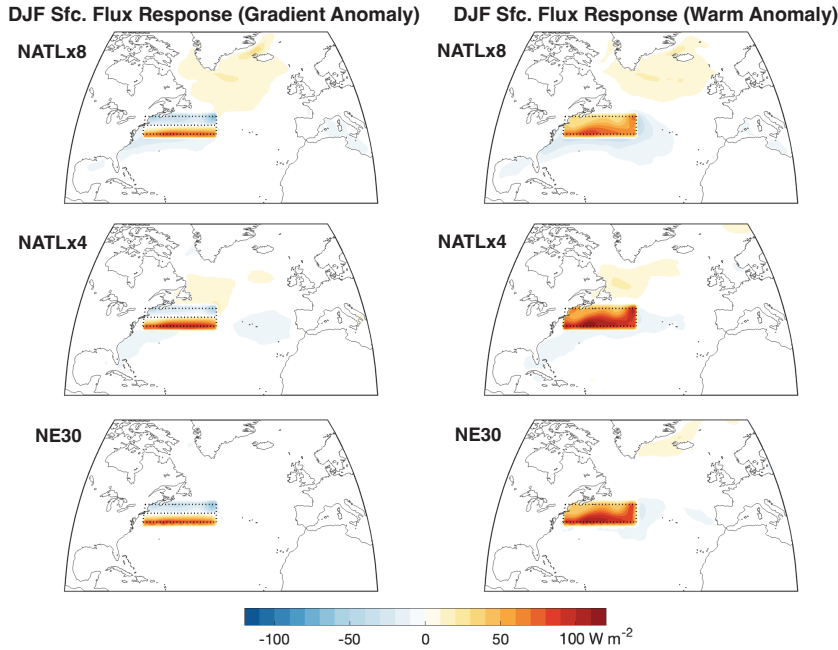 DJF Sfc. Flux Response (Gradient Anomaly)
DJF Sfc. Flux Response (Warm Anomaly)
NATLx8
NATLx8
NATLx4
NATLx4
NE30
NE30
-100 -50 0 50 100 W m⁻²